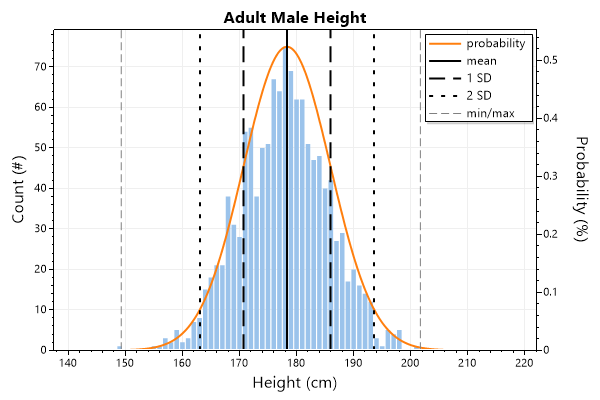 Adult Male Height
probability
mean
1 SD
2 SD
min/max
Count (#)
70
60
50
40
30
20
10
0
0.5
0.4
0.3
0.2
0.1
0
Probability (%)
140 150 160 170 180 190 200 210 220
Height (cm)